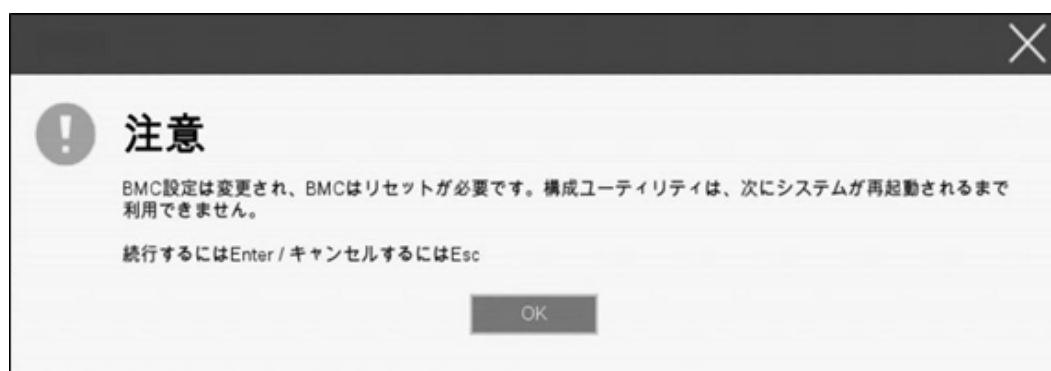 注意
BMC設定は変更され、BMCはリセットが必要です。構成ユーティリティは、次にシステムが再起動されるまで
利用できません。
続行するにはEnter / キャンセルするにはEsc
OK